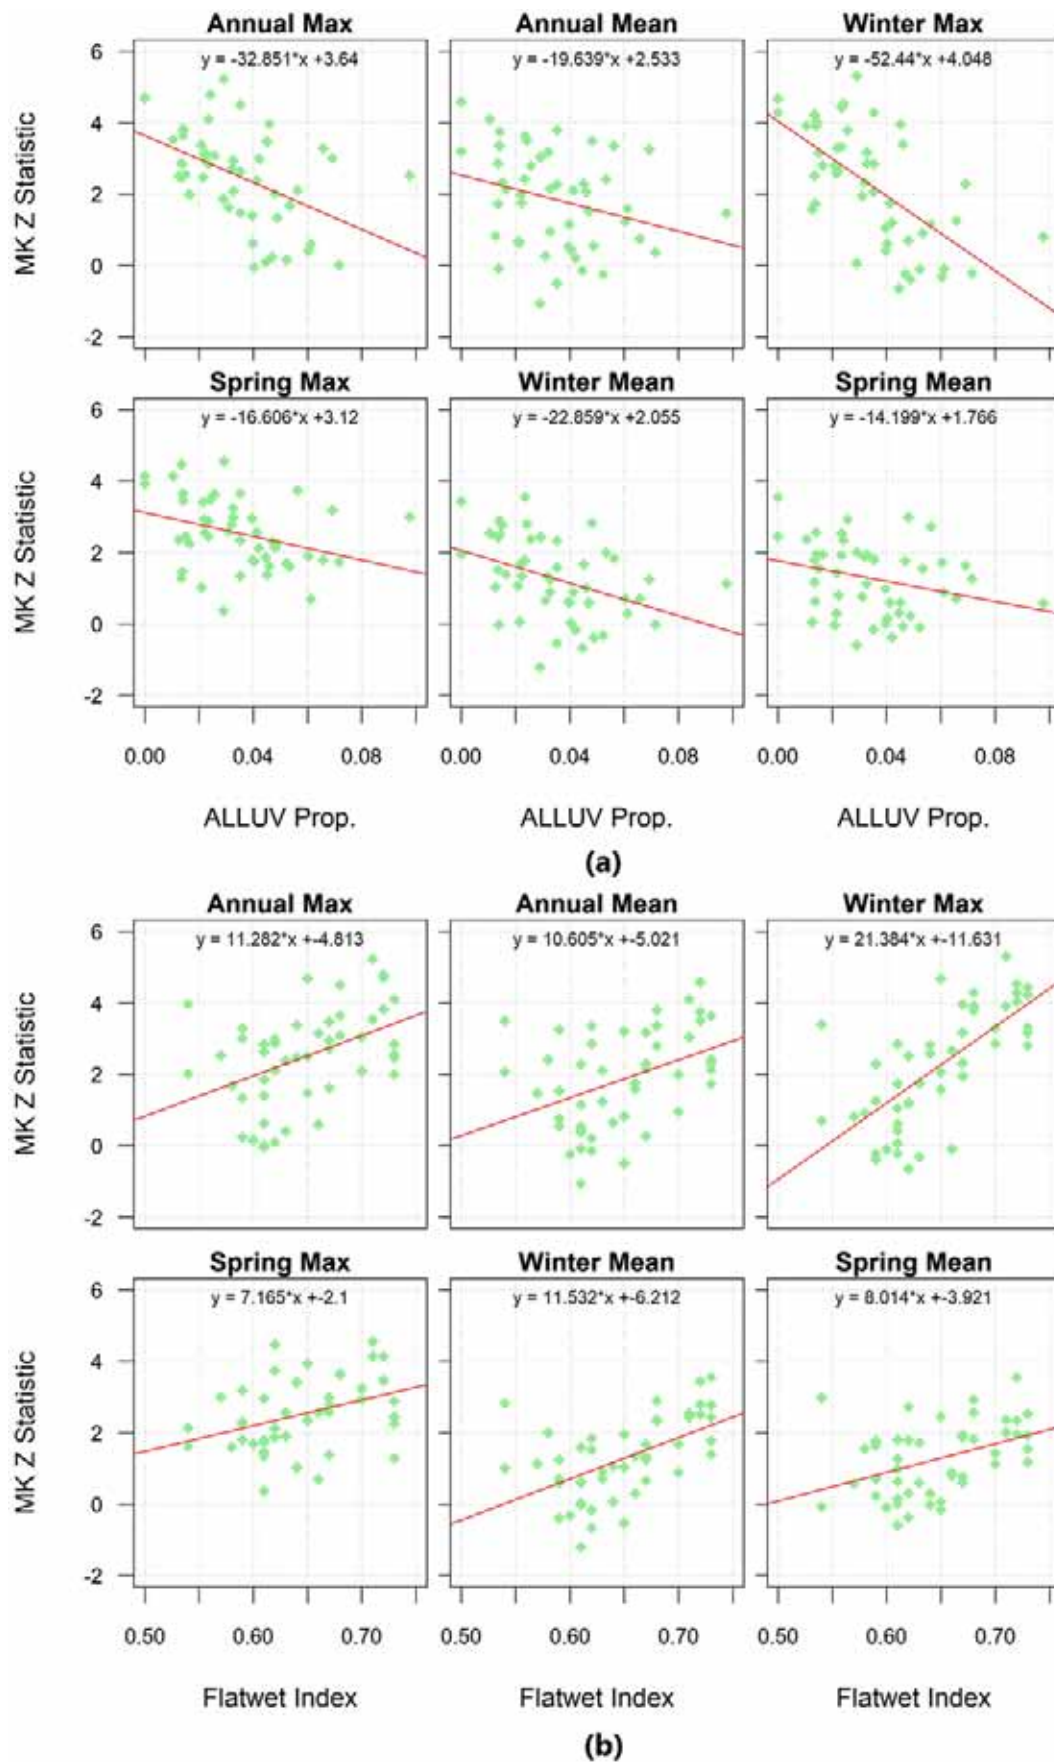 Annual Max Annual Mean Winter Max
y = -32.851*x +3.64 y = -19.639*x +2.533 y = -52.44*x +4.048
MK Z Statistic
6
4
2
0
-2
Spring Max Winter Mean Spring Mean
y = -16.606*x +3.12 y = -22.859*x +2.055 y = -14.199*x +1.766
MK Z Statistic
6
4
2
0
-2
0.00 0.04 0.08 0.00 0.04 0.08 0.00 0.04 0.08
ALLUV Prop. ALLUV Prop. ALLUV Prop.
(a)
Annual Max Annual Mean Winter Max
y = 11.282*x +-4.813 y = 10.605*x +-5.021 y = 21.384*x +-11.631
MK Z Statistic
6
4
2
0
-2
Spring Max Winter Mean Spring Mean
y = 7.165*x +-2.1 y = 11.532*x +-6.212 y = 8.014*x +-3.921
MK Z Statistic
6
4
2
0
-2
0.50 0.60 0.70 0.50 0.60 0.70 0.50 0.60 0.70
Flatwet Index Flatwet Index Flatwet Index
(b)